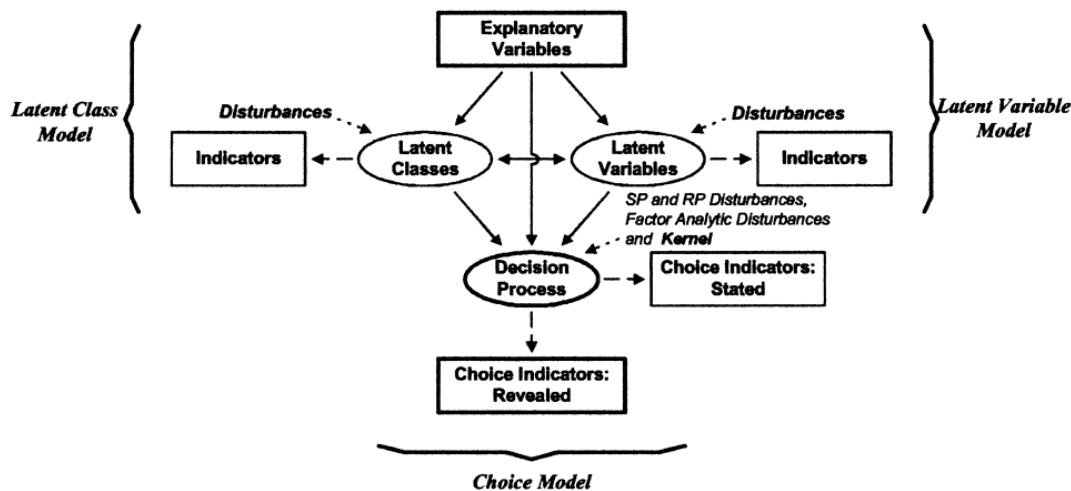 Explanatory
Variables
Latent Class
Model
Disturbances
Disturbances
Latent Variable
Model
Indicators
Latent
Classes
Latent
Variables
Indicators
SP and RP Disturbances,
Factor Analytic Disturbances
and Kernel
Decision
Process
Choice Indicators:
Stated
Choice Indicators:
Revealed
Choice Model